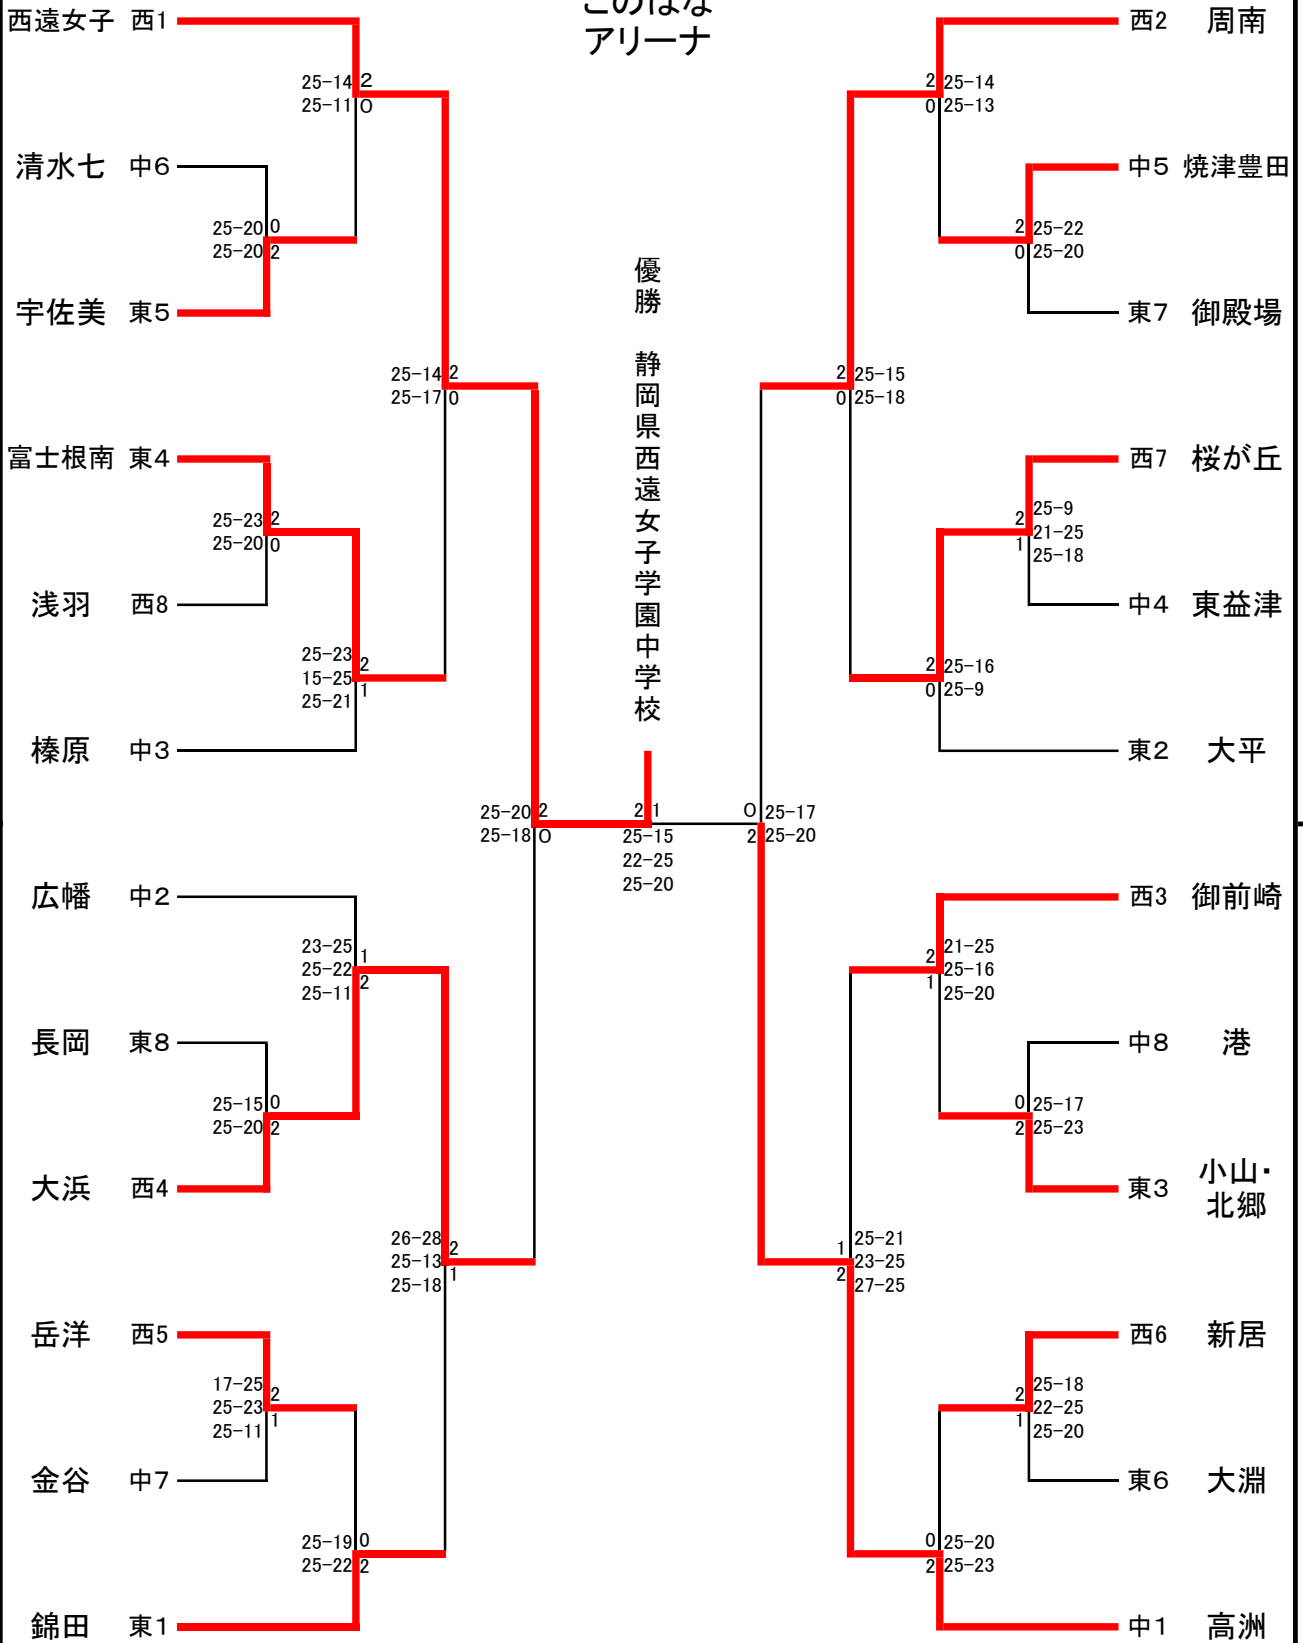 このはな
アリーナ
西遠女子 西1
25-14 2
25-11 0
清水七 中6
25-20 0
25-20 2
宇佐美 東5
25-14 2
25-17 0
富士根南 東4
25-23 2
25-20 0
浅羽 西8
25-23
15-25
25-21
2
1
榛原 中3
25-20 2
25-18 0
広幡 中2
23-25
25-22
25-11
1
2
長岡 東8
25-15 0
25-20 2
大浜 西4
26-28
25-13
25-18
2
1
岳洋 西5
17-25
25-23
25-11
2
1
金谷 中7
25-19 0
25-22 2
錦田 東1
優勝 静岡県西遠女子学園中学校
2 1
25-15
22-25
25-20
西2 周南
2 25-14
0 25-13
中5 焼津豊田
2 25-22
0 25-20
東7 御殿場
2 25-15
0 25-18
西7 桜が丘
2
1
25-9
21-25
25-18
中4 東益津
2 25-16
0 25-9
東2 大平
0 25-17
2 25-20
西3 御前崎
2
1
21-25
25-16
25-20
中8 港
0 25-17
2 25-23
東3 小山・
北郷
1
2
25-21
23-25
27-25
西6 新居
2
1
25-18
22-25
25-20
東6 大淵
0 25-20
2 25-23
中1 高洲